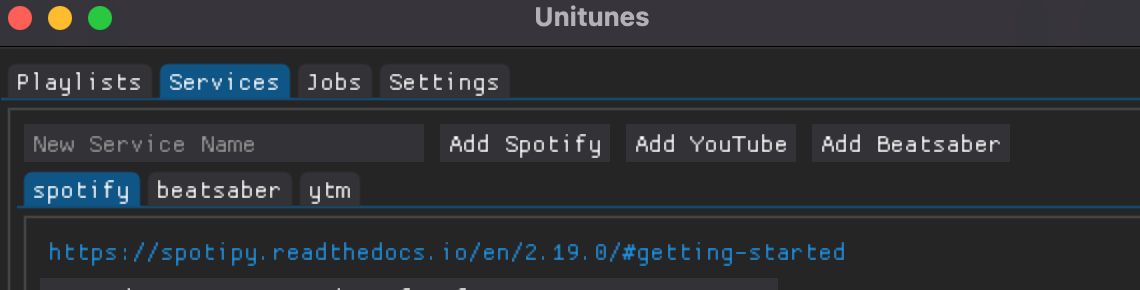 Unitunes
Playlists Services Jobs Settings
New Service Name Add Spotify Add YouTube Add Beatsaber
spotify beatsaber ytm
https://spotipy.readthedocs.io/en/2.19.0/#getting-started